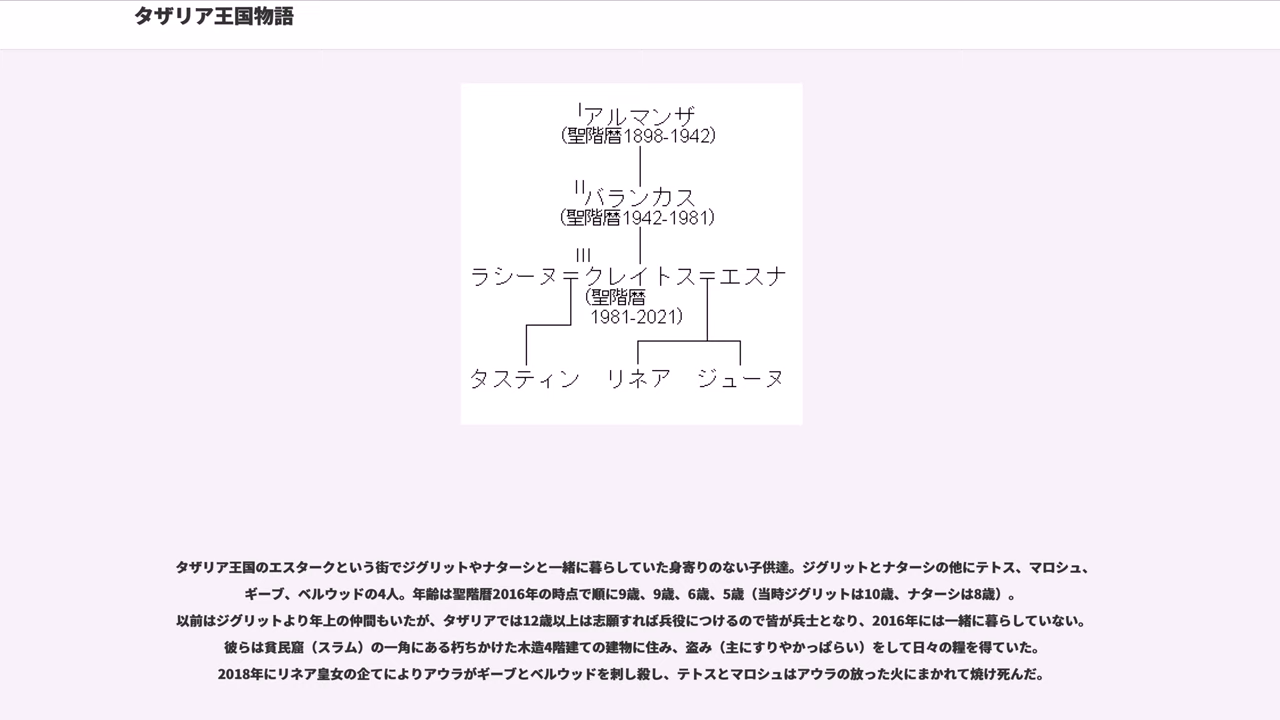 タザリア王国物語
I アルマンザ
(聖階暦1898-1942)
II バランカス
(聖階暦1942-1981)
III
ラシーヌ=クレイトス=エスナ
(聖階暦
1981-2021)
タスティン リネア ジューヌ
タザリア王国のエスタークという街でジグリットやナターシと一緒に暮らしていた身寄りのない子供達。ジグリットとナターシの他にテトス、マロシュ、
ギーブ、ベルウッドの4人。年齢は聖階暦2016年の時点で順に9歳、9歳、6歳、5歳（当時ジグリットは10歳、ナターシは8歳）。
以前はジグリットより年上の仲間もいたが、タザリアでは12歳以上は志願すれば兵役につけるので皆が兵士となり、2016年には一緒に暮らしていない。
彼らは貧民窟（スラム）の一角にある朽ちかけた木造4階建ての建物に住み、盗み（主にすりやかっぱらい）をして日々の糧を得ていた。
2018年にリネア皇女の企てによりアウラがギーブとベルウッドを刺し殺し、テトスとマロシュはアウラの放った火にまかれて焼け死んだ。